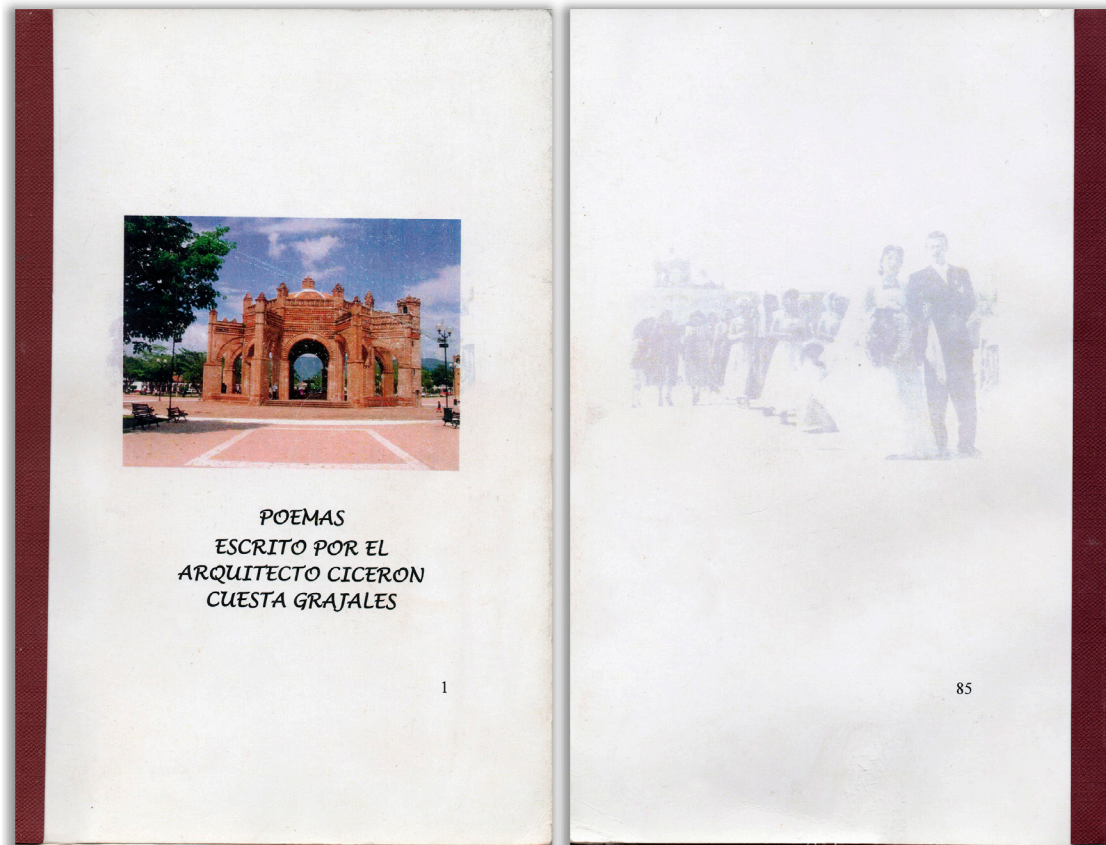 POEMAS
ESCRITO POR EL
ARQUITECTO CICERON
CUESTA GRAJALES
1
85